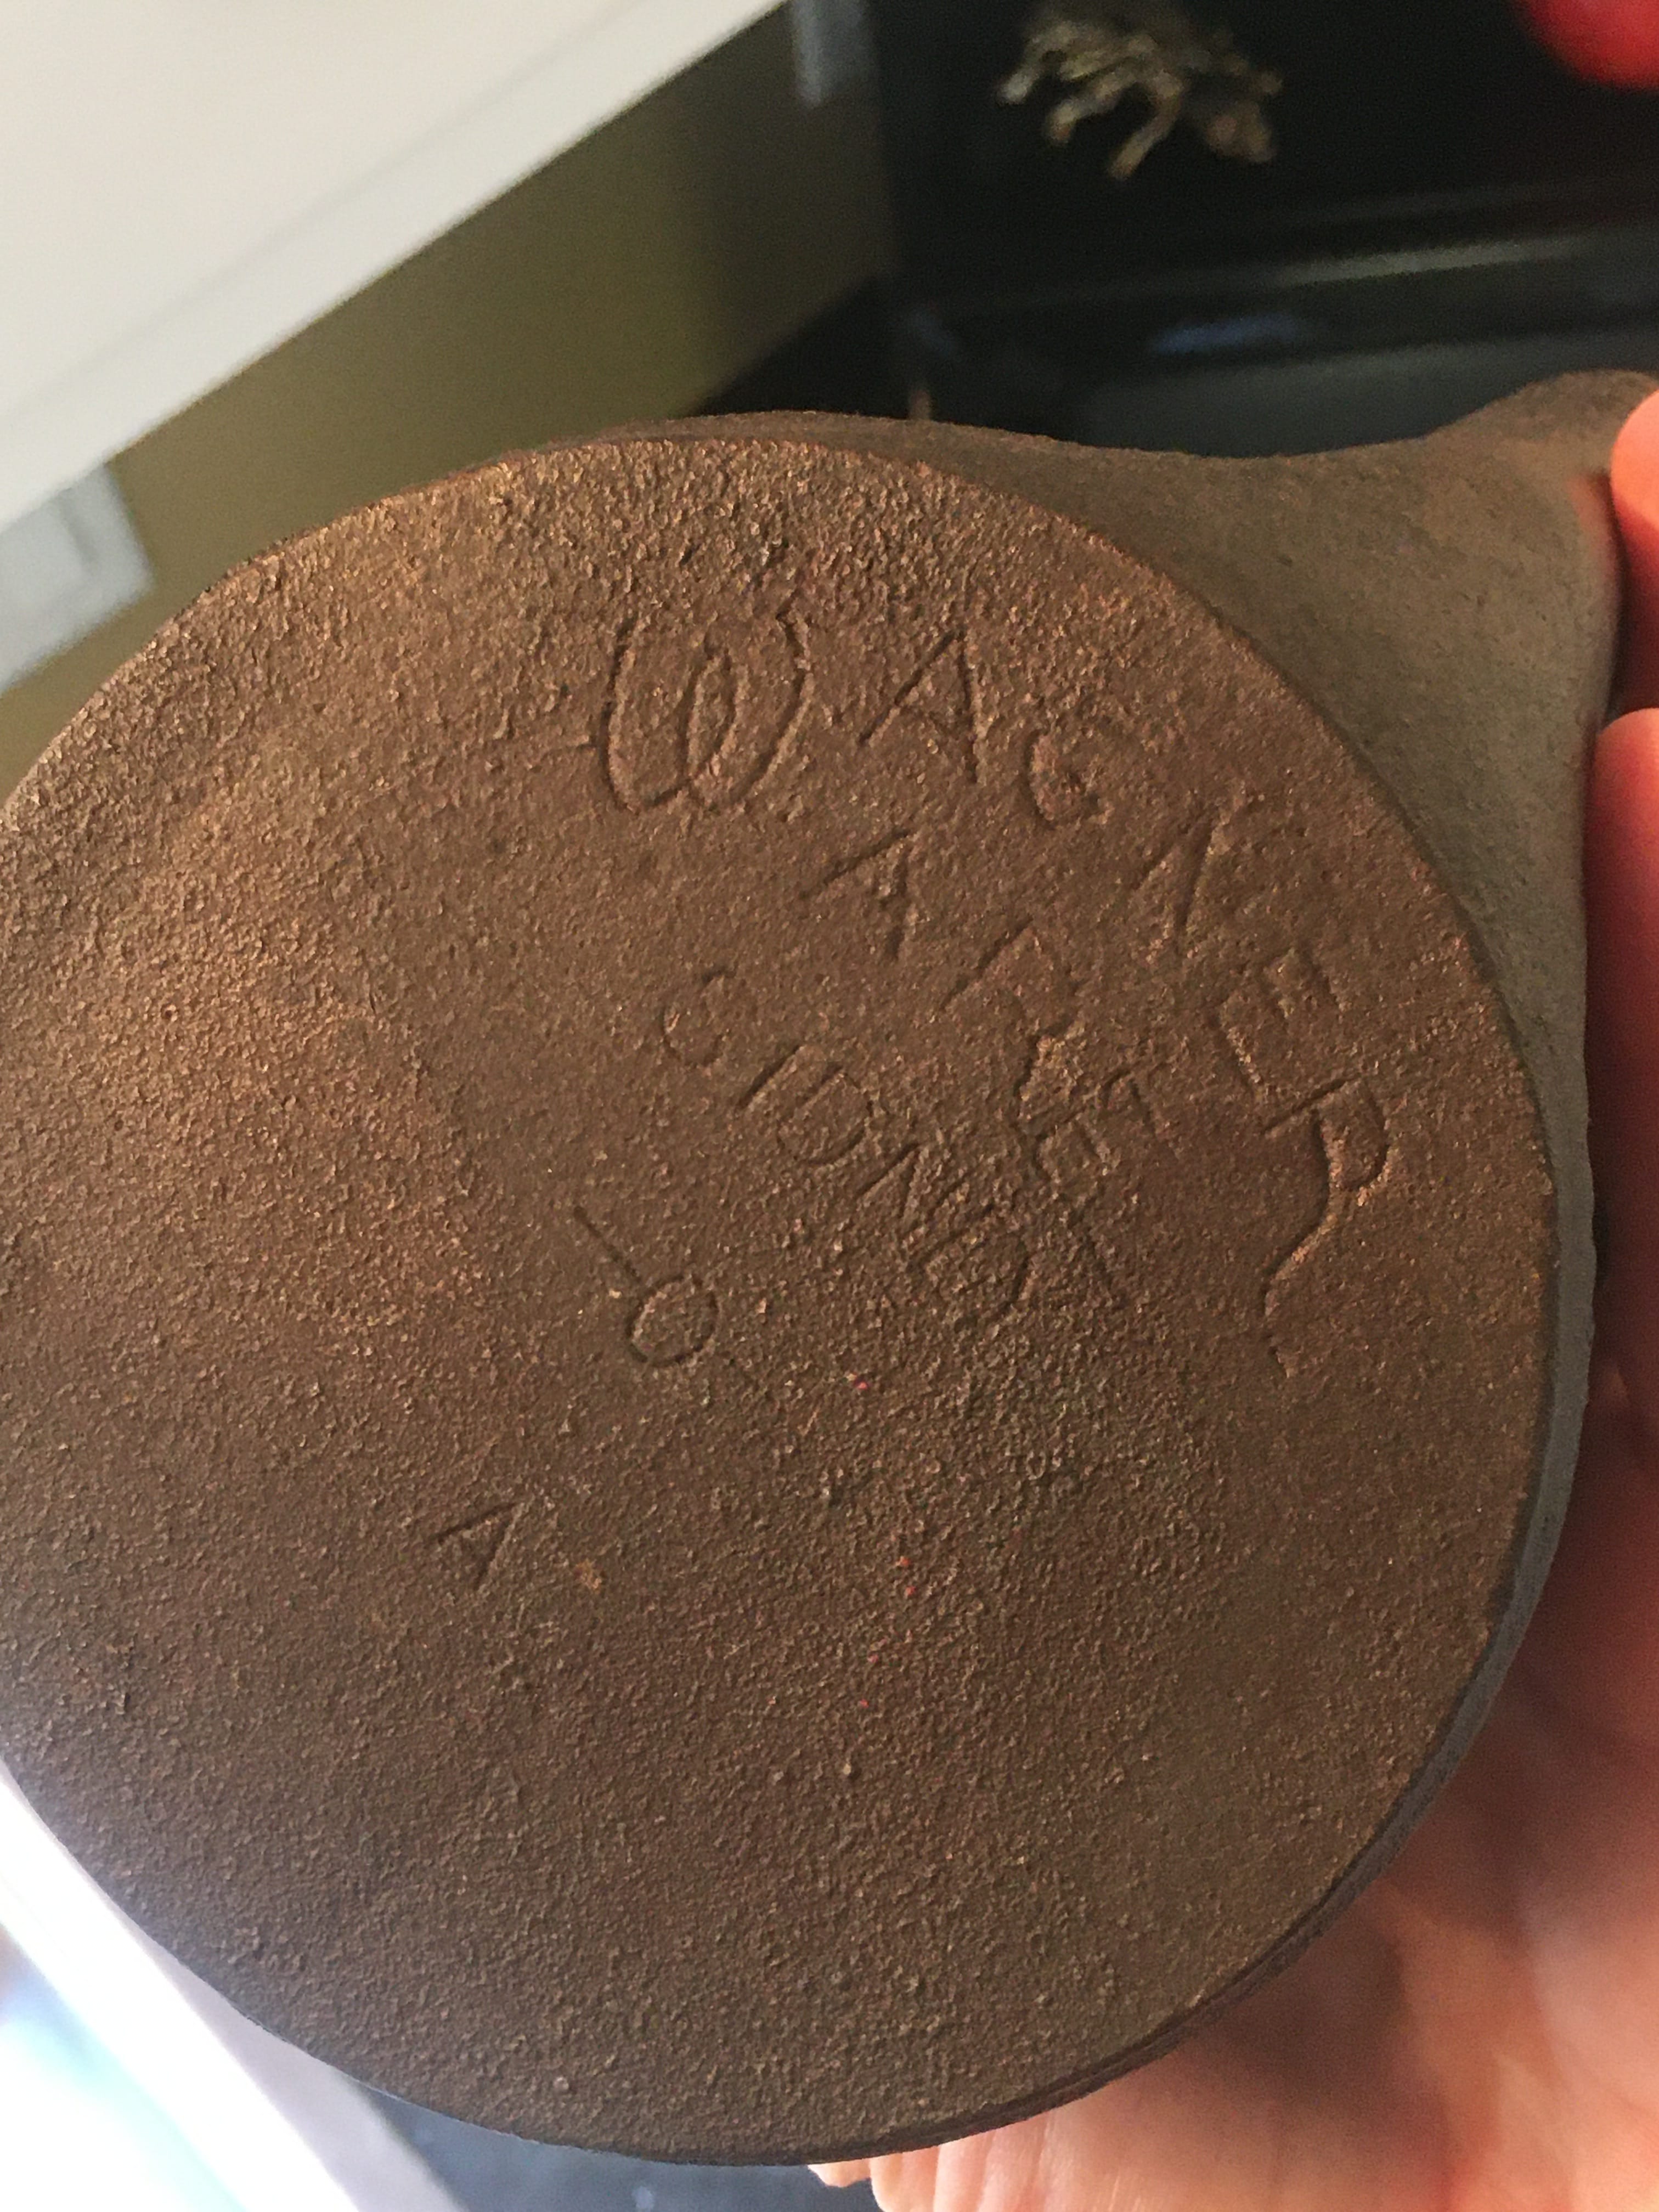 WAGNER
WARE
SIDNEY
-O-
A